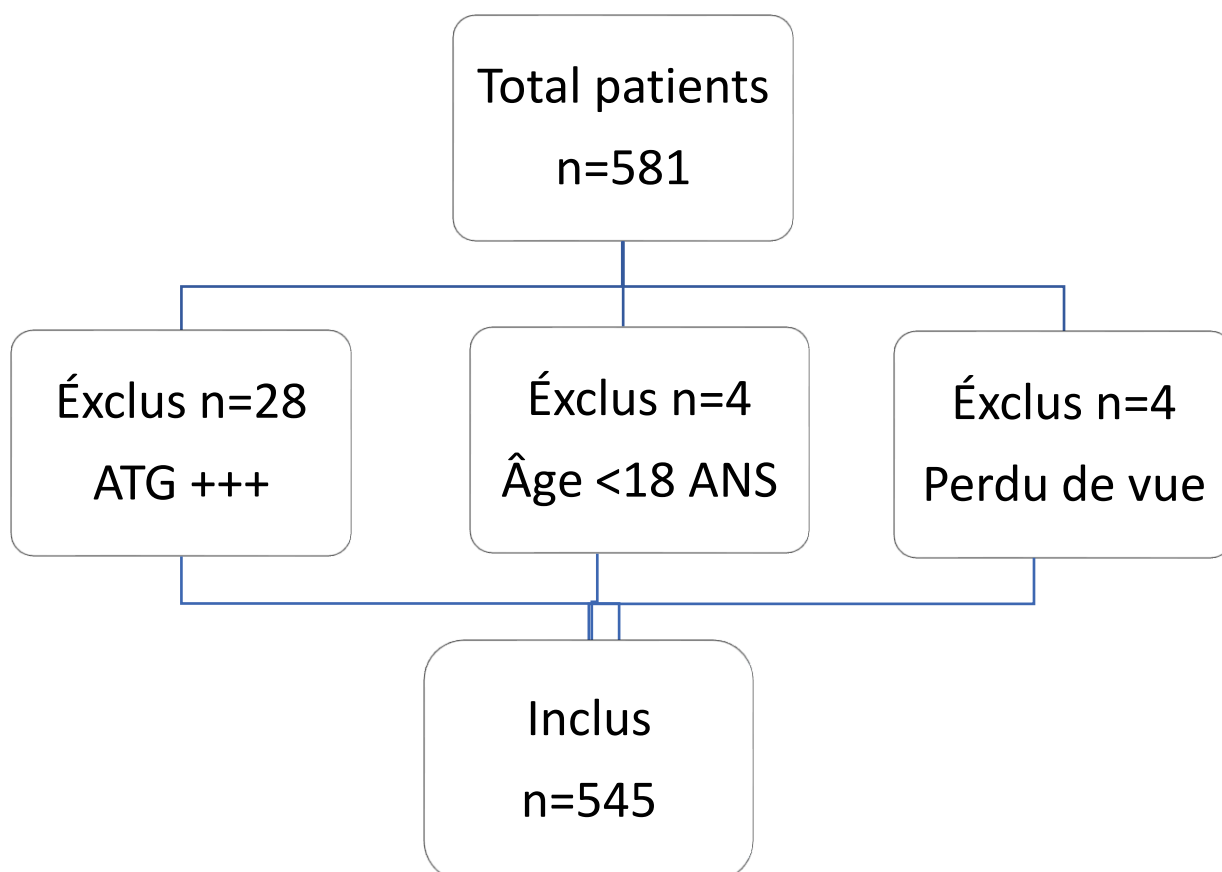 Total patients
n=581
Éxclus n=28
ATG +++
Éxclus n=4
Âge <18 ANS
Éxclus n=4
Perdu de vue
Inclus
n=545